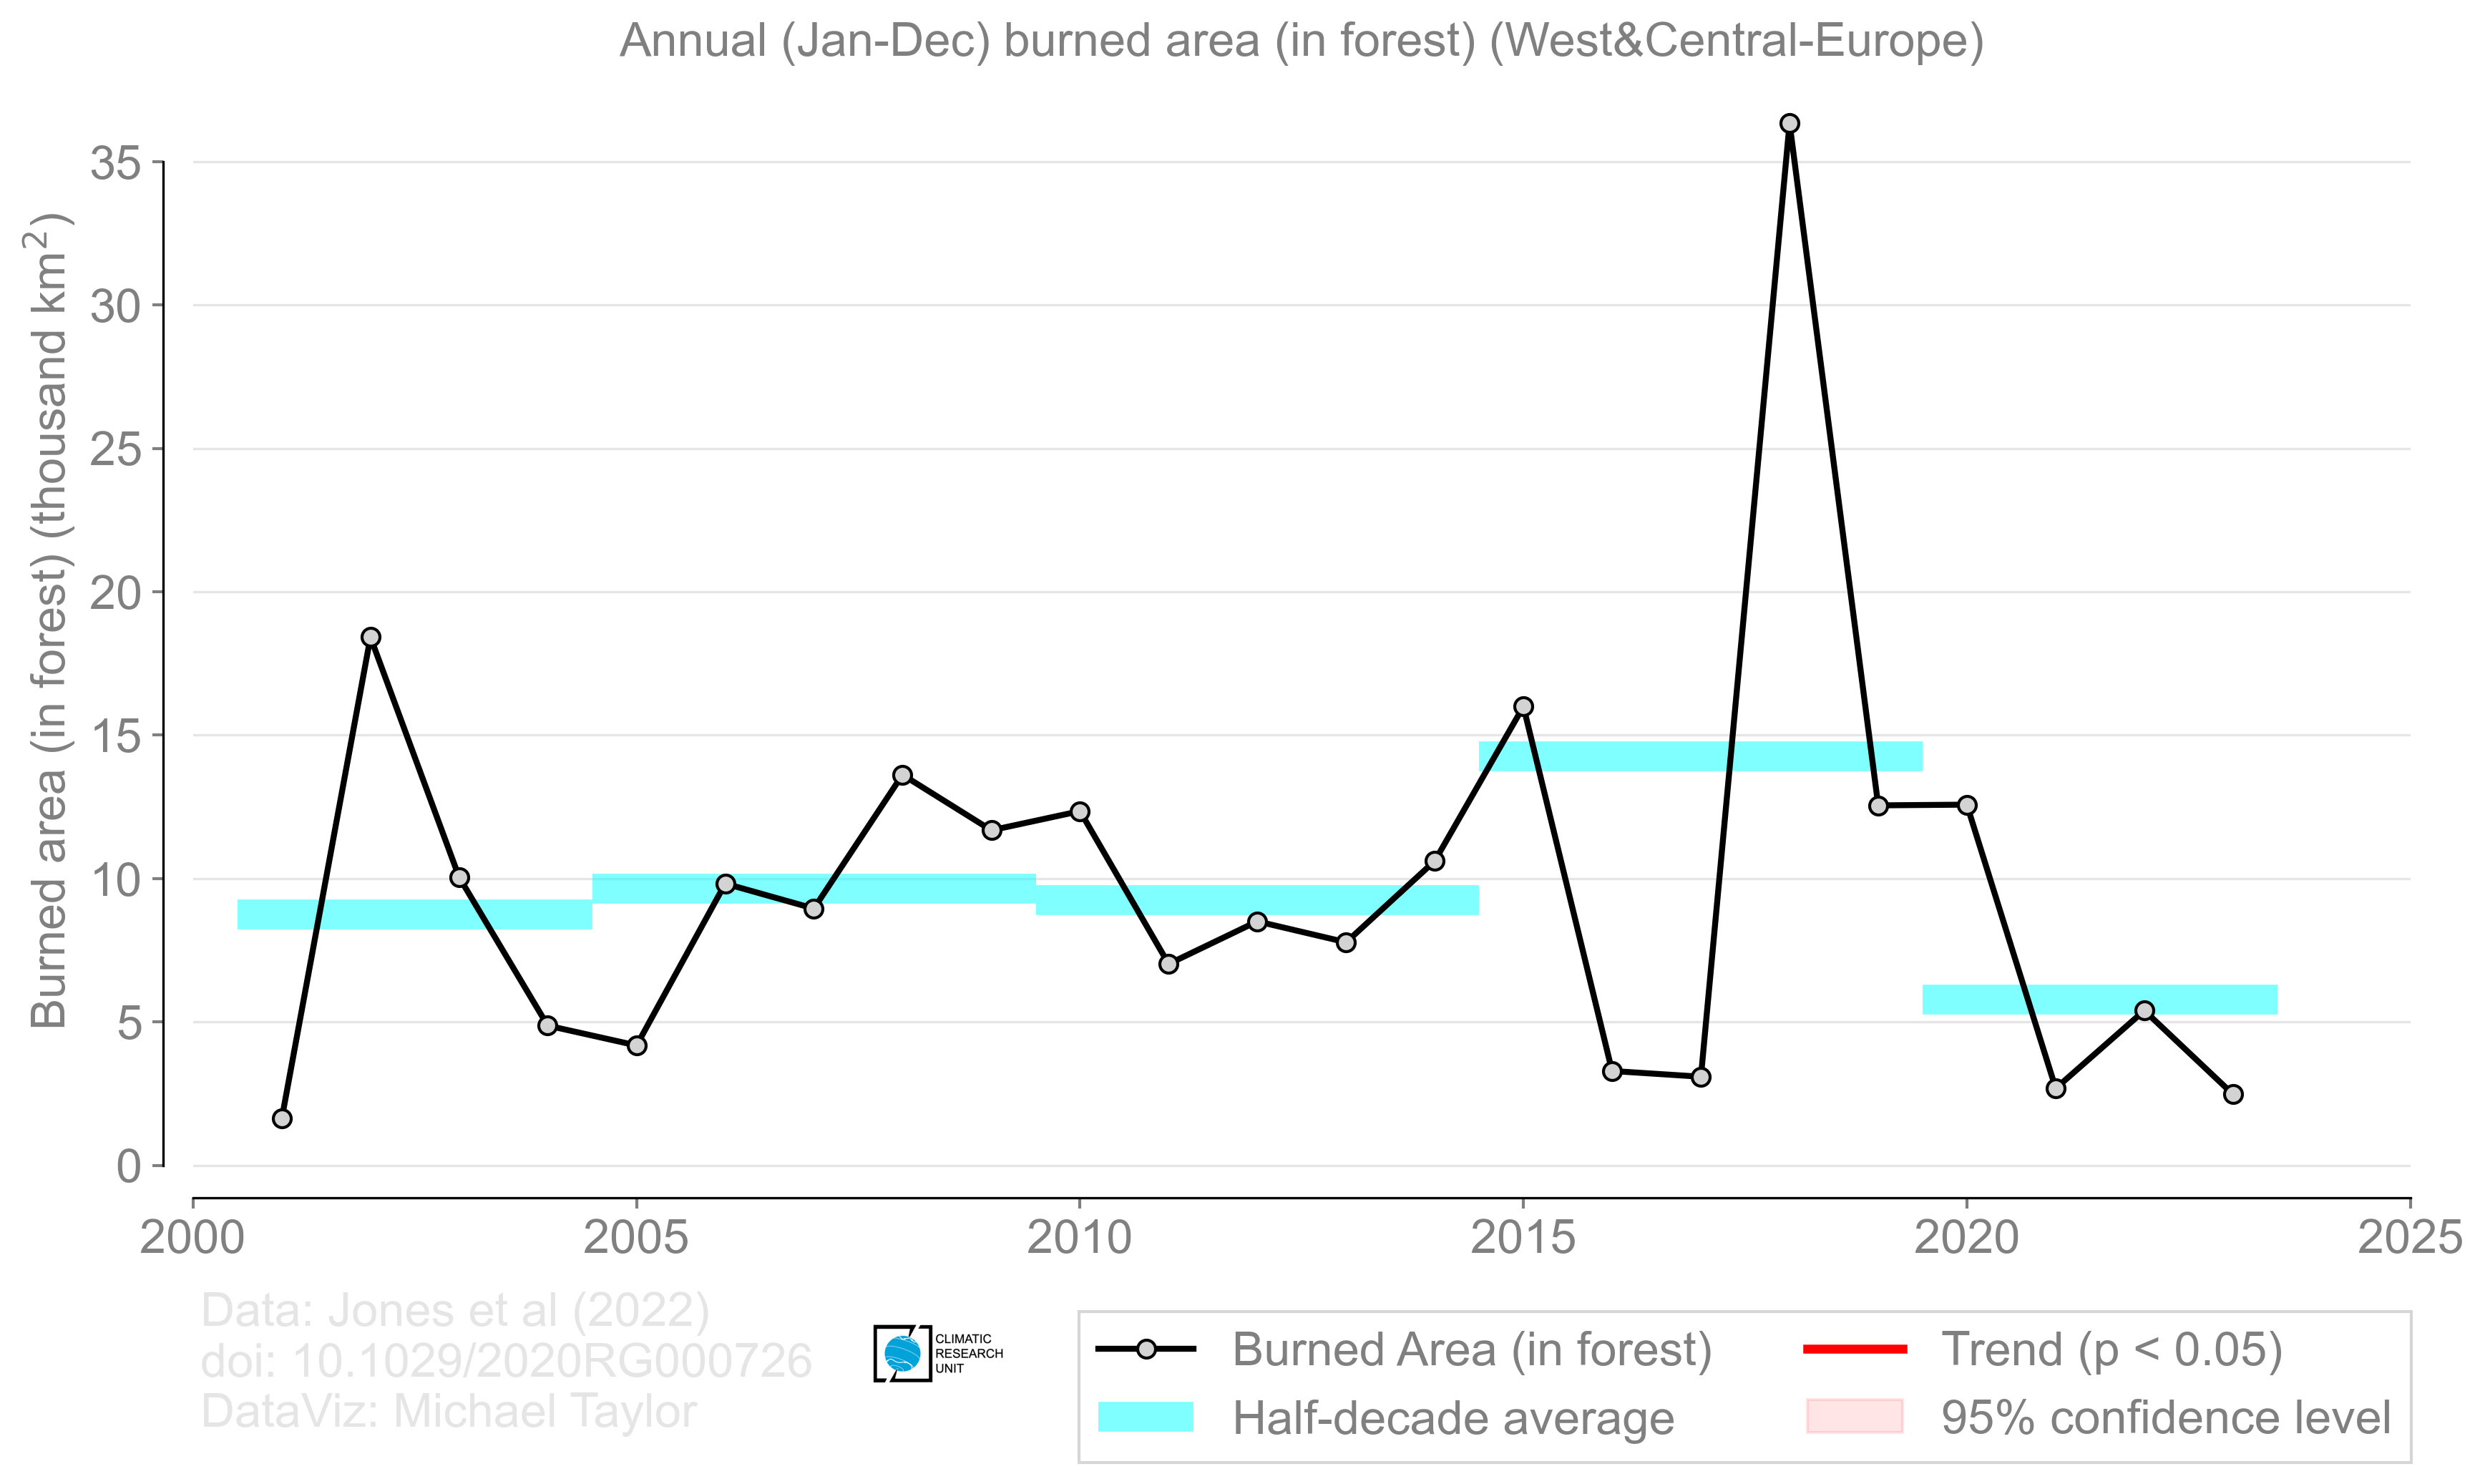 Annual (Jan-Dec) burned area (in forest) (West&Central-Europe)
Burned area (in forest) (thousand km²)
35
30
25
20
15
10
5
0
2000 2005 2010 2015 2020 2025
Data: Jones et al (2022)
doi: 10.1029/2020RG000726
DataViz: Michael Taylor
CLIMATIC
RESEARCH
UNIT
Burned Area (in forest)
Half-decade average
Trend (p < 0.05)
95% confidence level